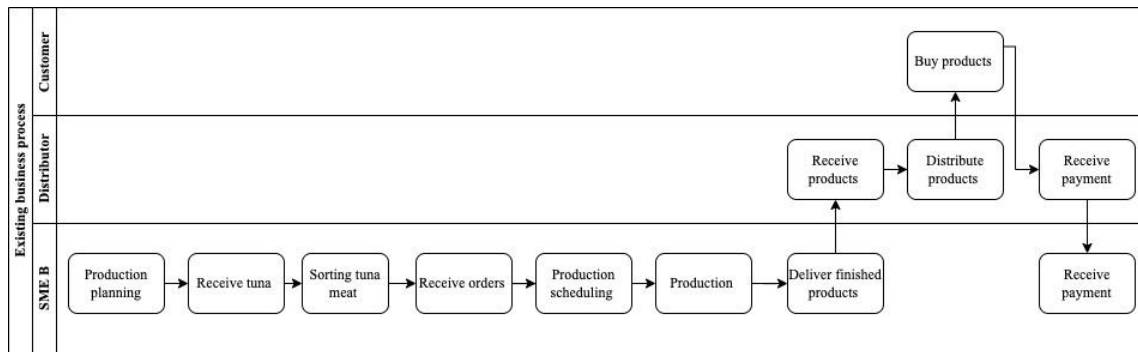 Existing business process
Customer
Buy products
Distributor
Receive
products
Distribute
products
Receive
payment
SME B
Production
planning
Receive tuna
Sorting tuna
meat
Receive orders
Production
scheduling
Production
Deliver finished
products
Receive
payment